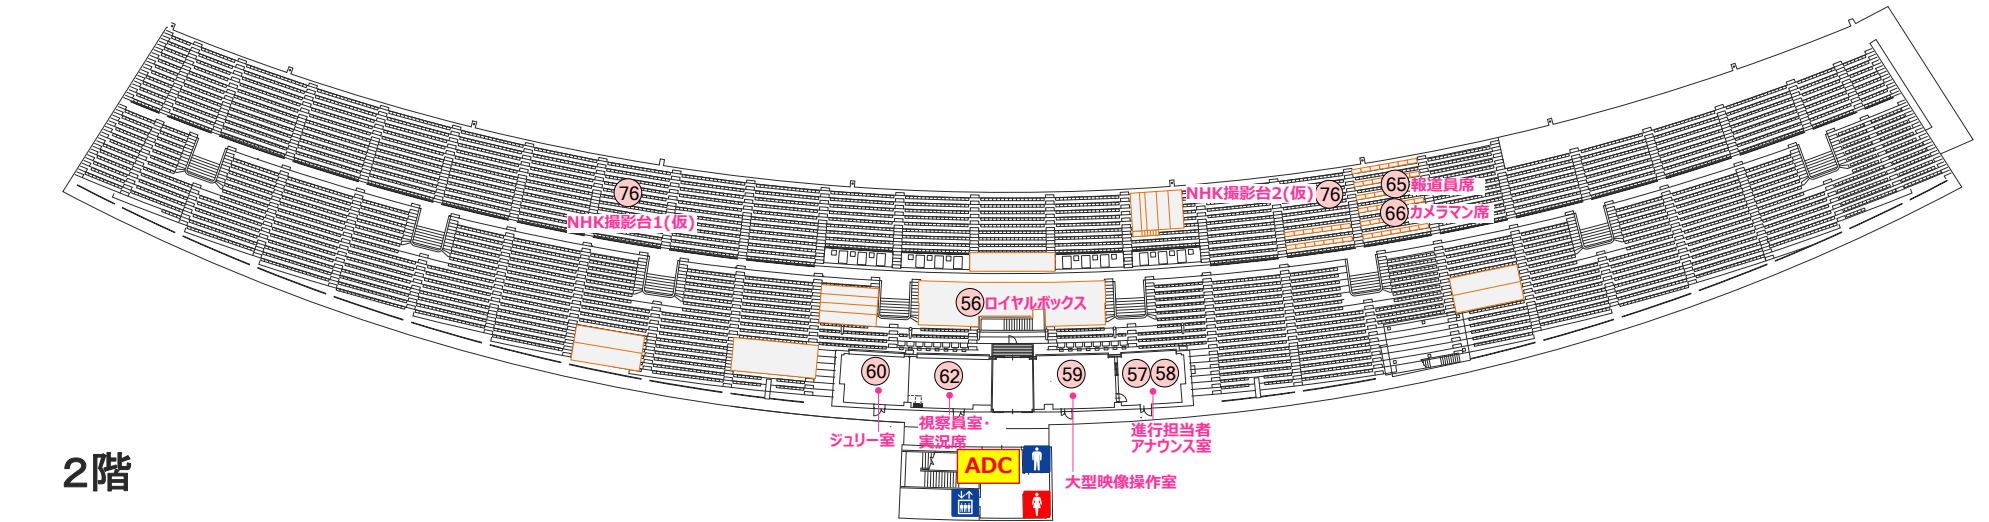 76
NHK撮影台1(仮)
NHK撮影台2(仮)
76
65
報道員席
66
カメラマン席
56
ロイヤルボックス
60
62
59
57
58
ジュリー室
視察員室・
実況席
進行担当者
アナウンス室
大型映像操作室
ADC
2階